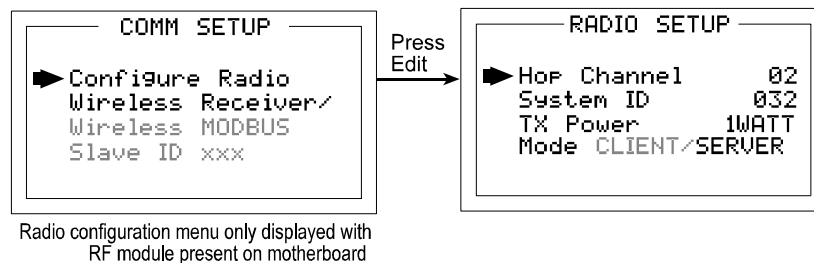 COMM SETUP
Configure Radio
Wireless Receiver/
Wireless MODBUS
Slave ID xxx
Press
Edit
RADIO SETUP
Hop Channel 02
System ID 032
TX Power 1WATT
Mode CLIENT/SERVER
Radio configuration menu only displayed with
RF module present on motherboard